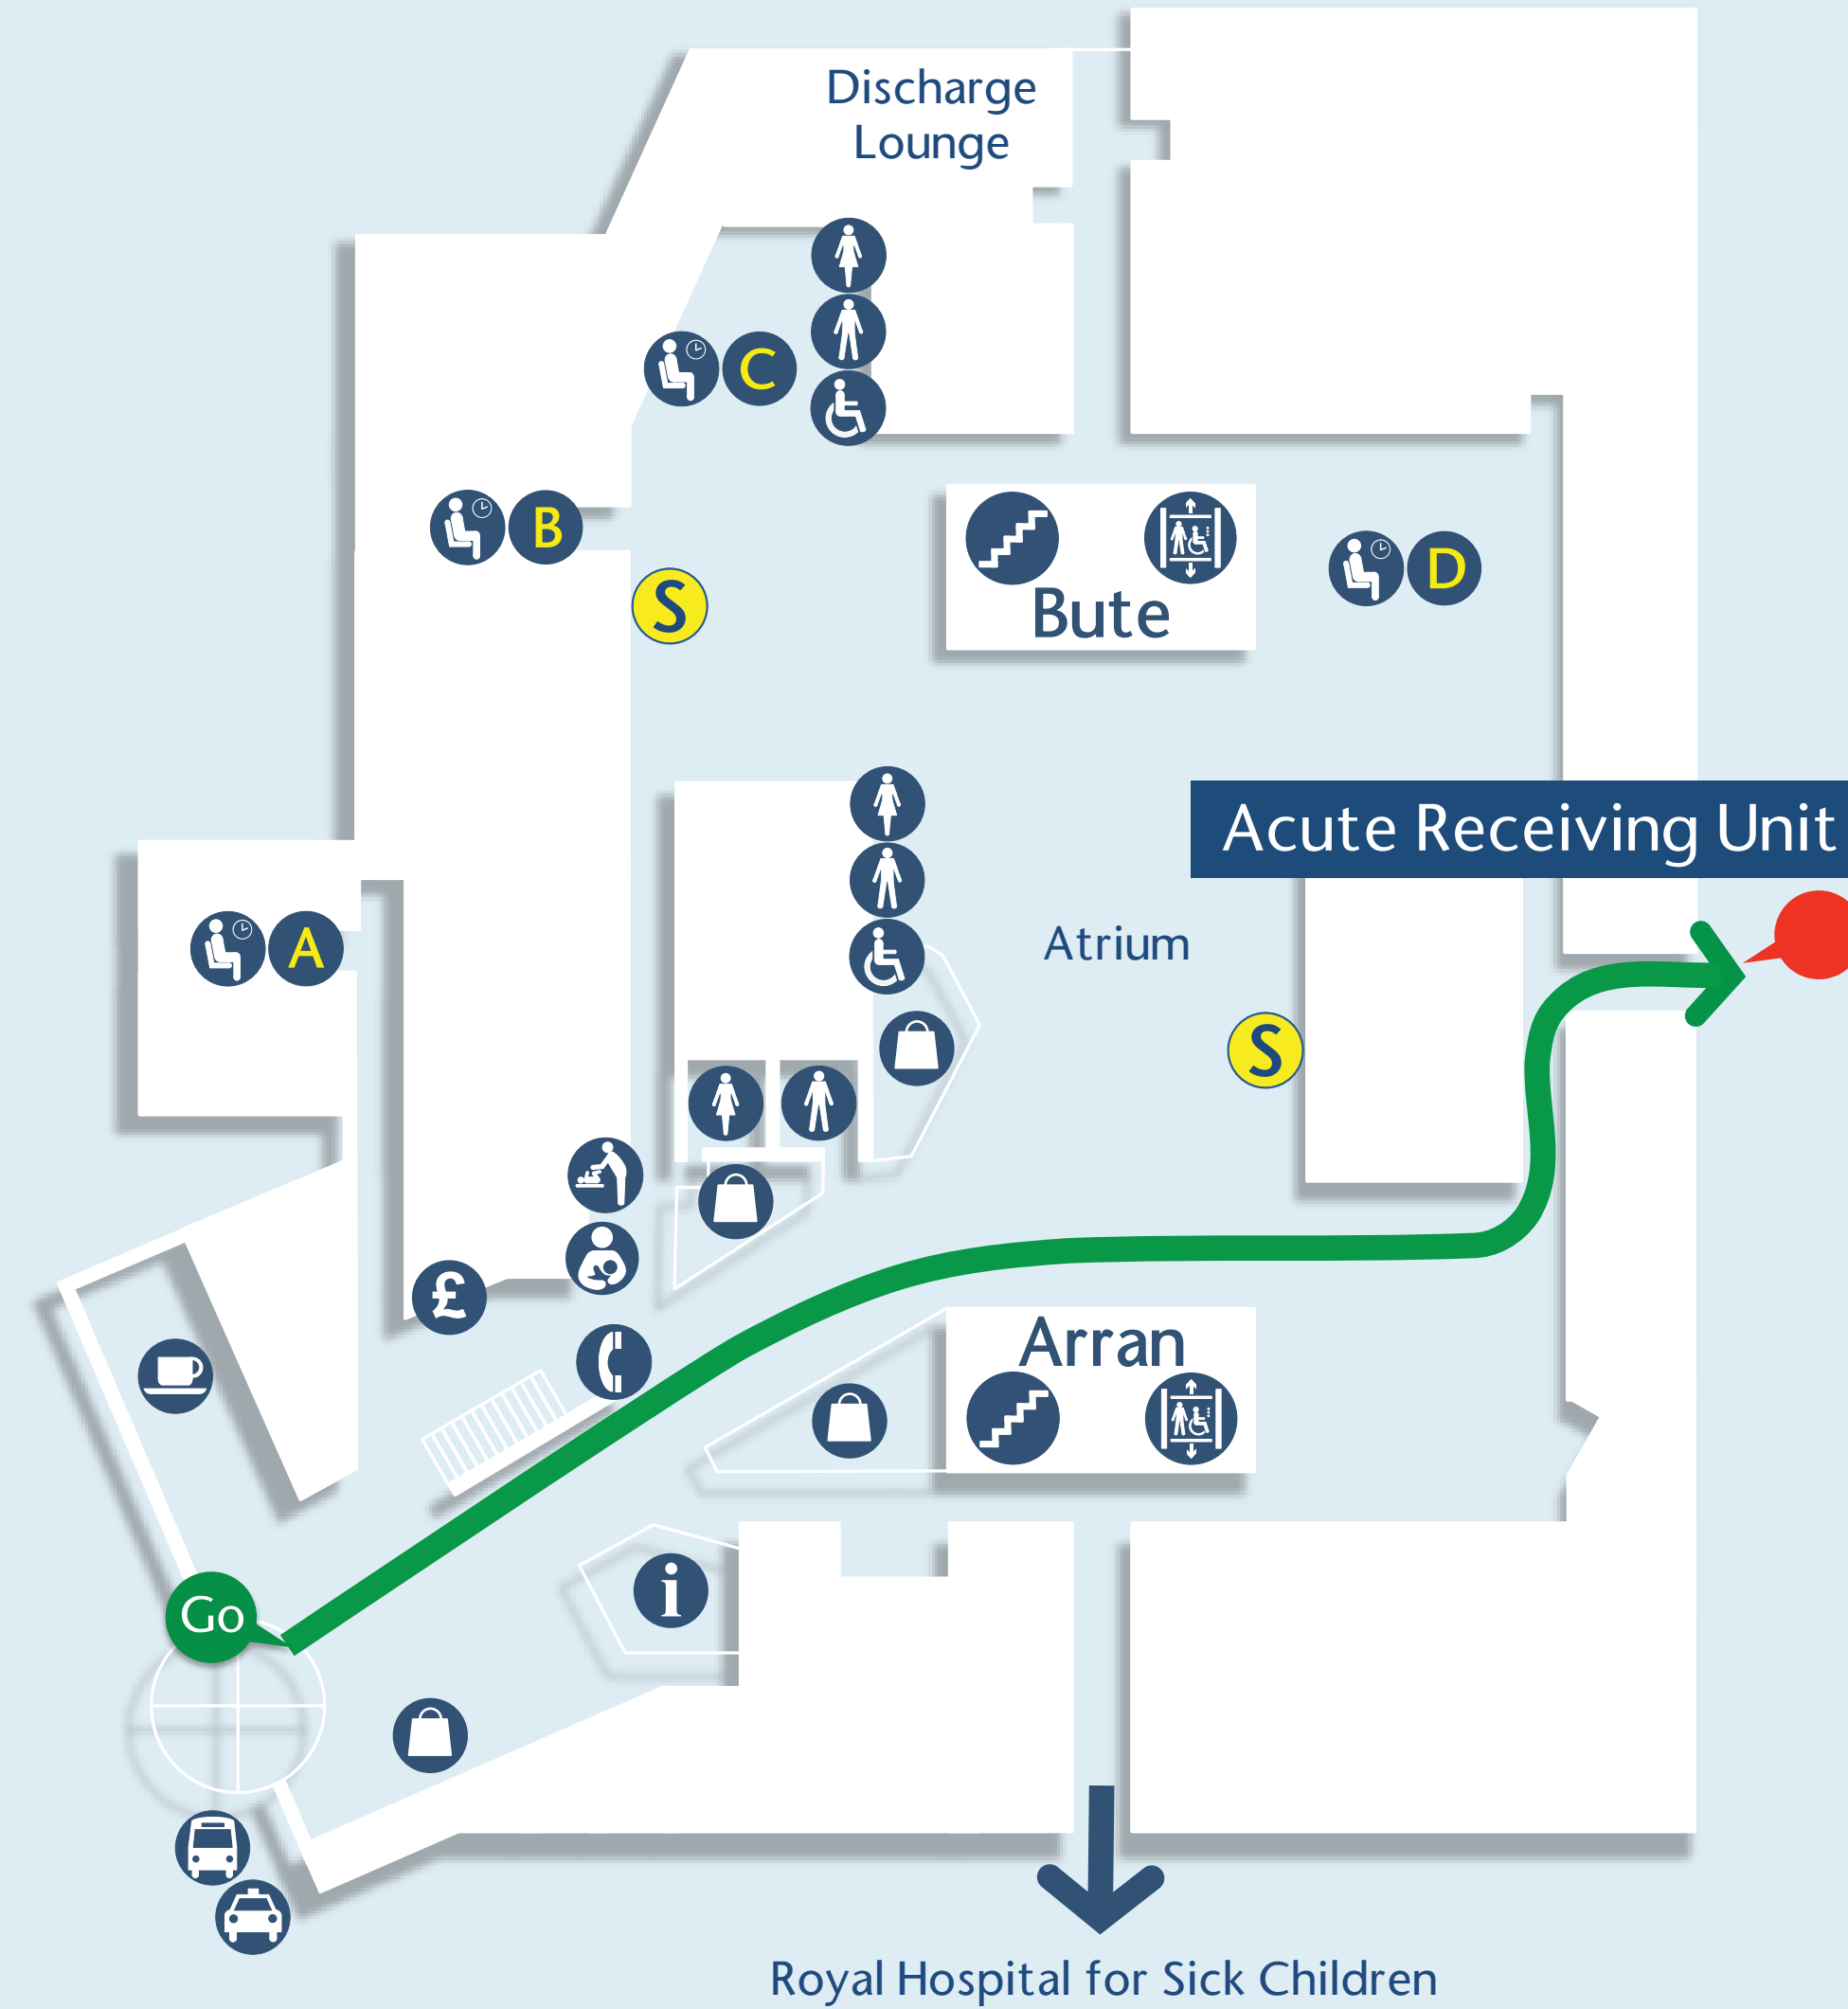 Discharge
Lounge
C
B
S
Bute
D
Acute Receiving Unit
A
Atrium
S
£
Arran
i
Go
Royal Hospital for Sick Children